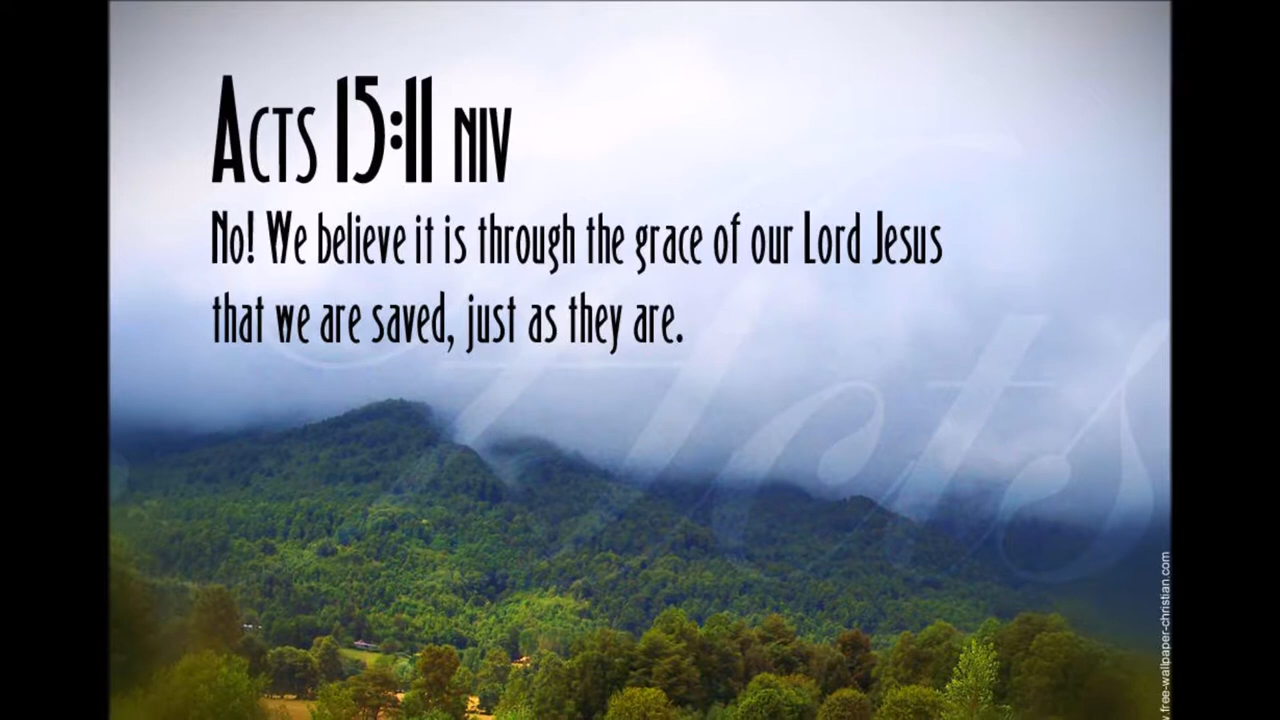 Acts 15:11 NIV
No! We believe it is through the grace of our Lord Jesus
that we are saved, just as they are.
Acts
.free-wallpaper-christian.com